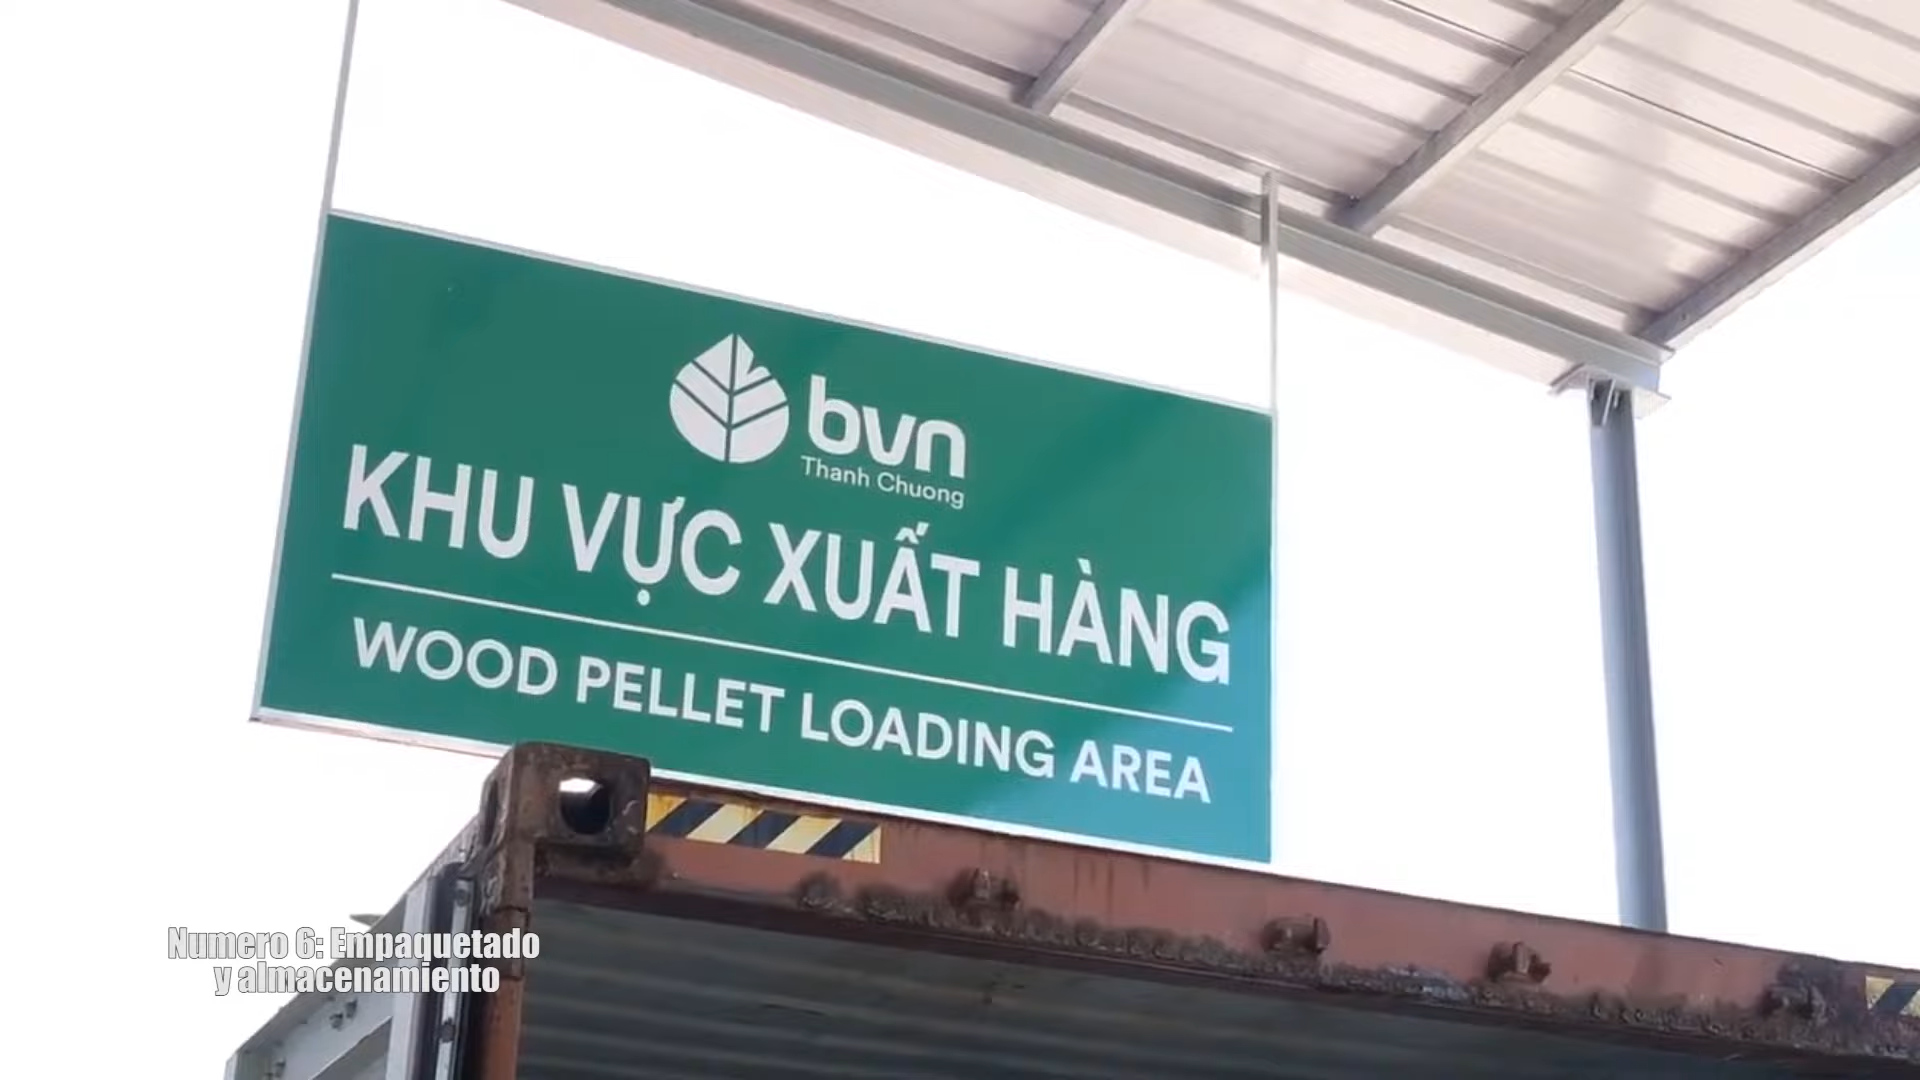 bvn
Thanh Chuong
KHU VỰC XUẤT HÀNG
WOOD PELLET LOADING AREA
Numero 6: Empaquetado
y almacenamiento